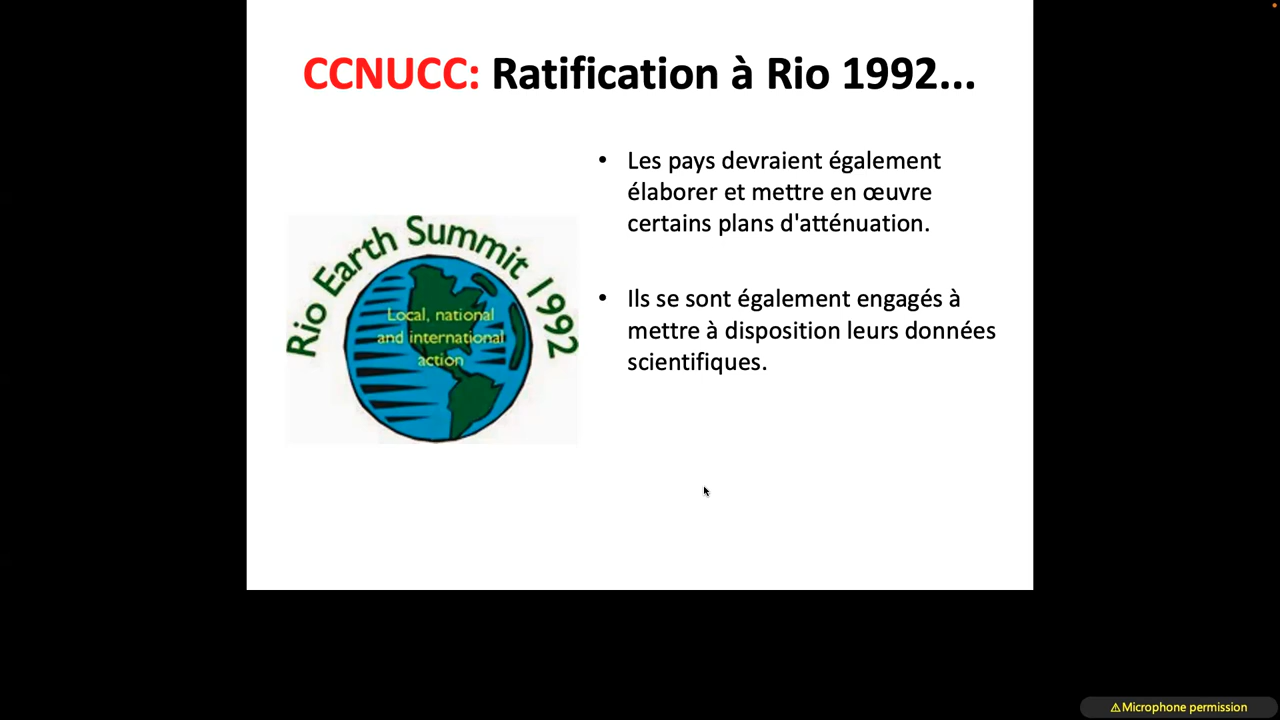 CCNUCC: Ratification à Rio 1992...
Rio Earth Summit 1992
Local, national
and international
action
• Les pays devraient également
élaborer et mettre en œuvre
certains plans d'atténuation.
• Ils se sont également engagés à
mettre à disposition leurs données
scientifiques.
⚠Microphone permission